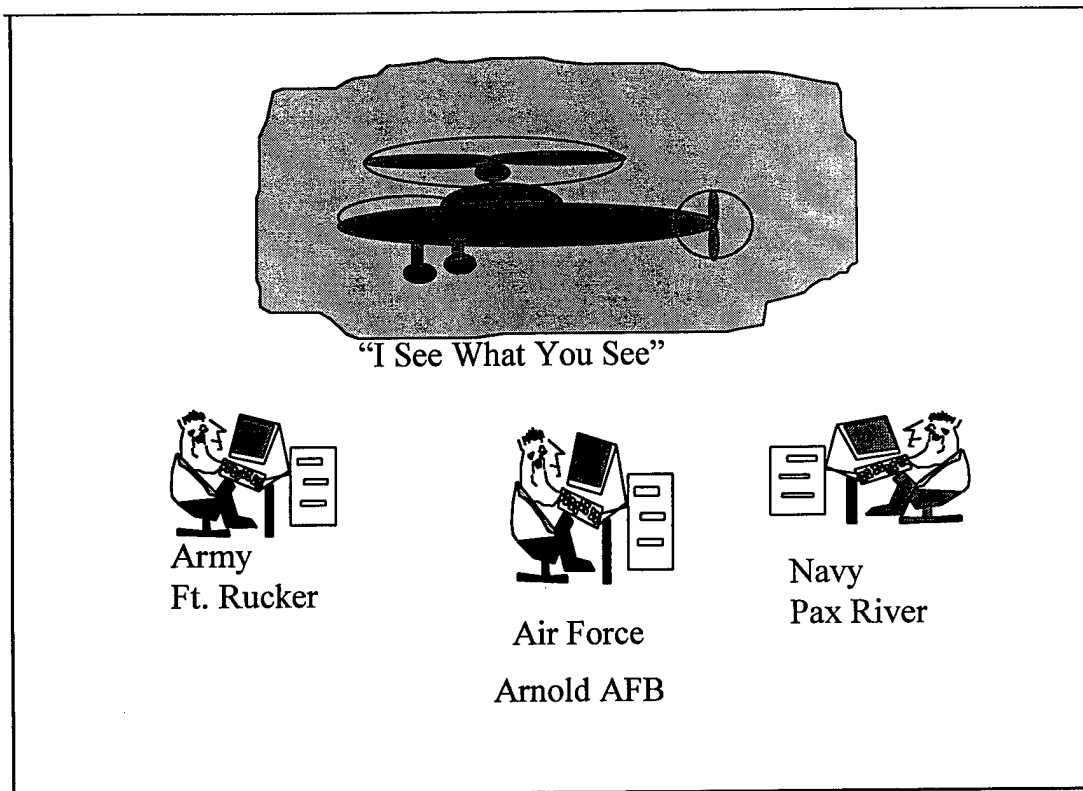 “I See What You See”
Army
Ft. Rucker
Air Force
Arnold AFB
Navy
Pax River